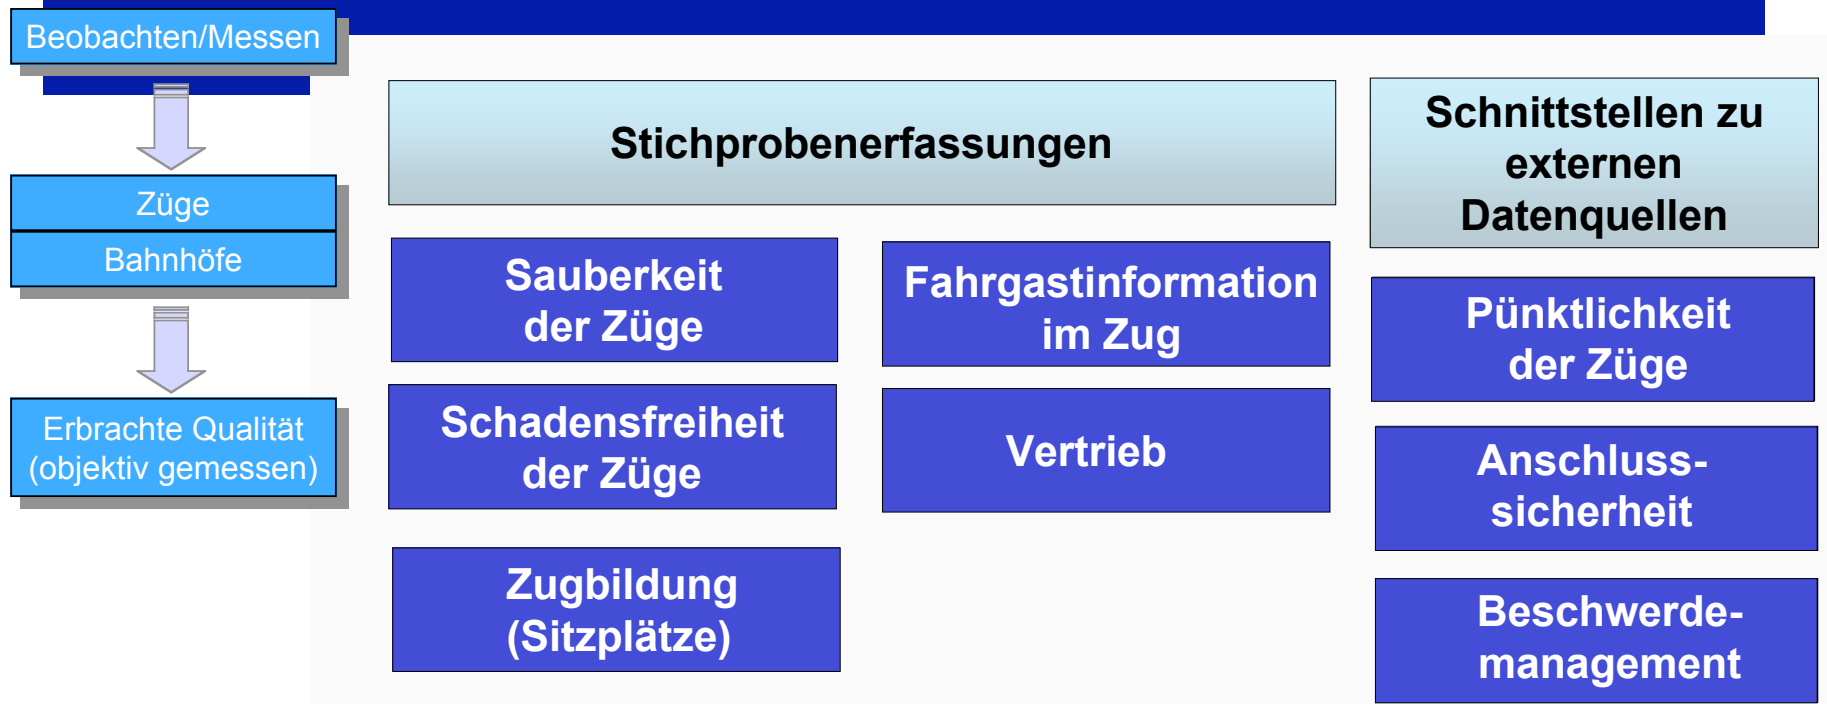 Beobachten/Messen
Züge
Bahnhöfe
Erbrachte Qualität
(objektiv gemessen)
Stichprobenerfassungen
Sauberkeit
der Züge
Schadensfreiheit
der Züge
Zugbildung
(Sitzplätze)
Fahrgastinformation
im Zug
Vertrieb
Schnittstellen zu
externen
Datenquellen
Pünktlichkeit
der Züge
Anschluss-
sicherheit
Beschwerde-
management